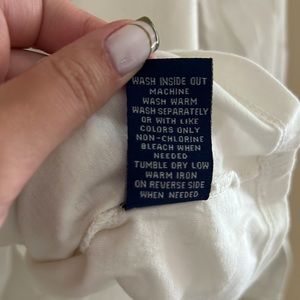 WASH INSIDE OUT
MACHINE
WASH WARM
WASH SEPARATELY
OR WITH LIKE
COLORS ONLY
NON-CHLORINE
BLEACH WHEN
NEEDED
TUMBLE DRY LOW
WARM IRON
ON REVERSE SIDE
WHEN NEEDED